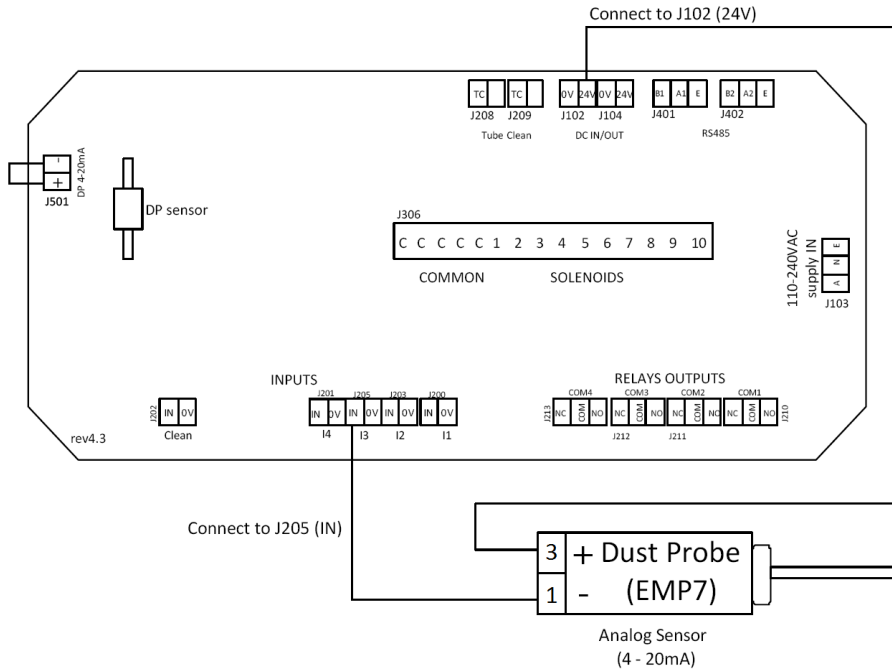 Connect to J102 (24V)
TC TC 0V 24V 0V 24V B1 A1 E B2 A2 E
J208 J209 J102 J104 J401 J402
Tube Clean DC IN/OUT RS485
- +
DP 4-20mA
J501
DP sensor
J306
C C C C C 1 2 3 4 5 6 7 8 9 10
COMMON SOLENOIDS
110-240VAC
supply IN
E N A
J103
INPUTS
J201 J205 J203 J200
IN 0V IN 0V IN 0V IN 0V
I4 I3 I2 I1
J202
IN 0V
Clean
RELAYS OUTPUTS
COM4 COM3 COM2 COM1
J213 NC COM NO NC COM NO NC COM NO NC COM NO J210
J212 J211
rev4.3
Connect to J205 (IN)
3 + Dust Probe
1 - (EMP7)
Analog Sensor
(4 - 20mA)